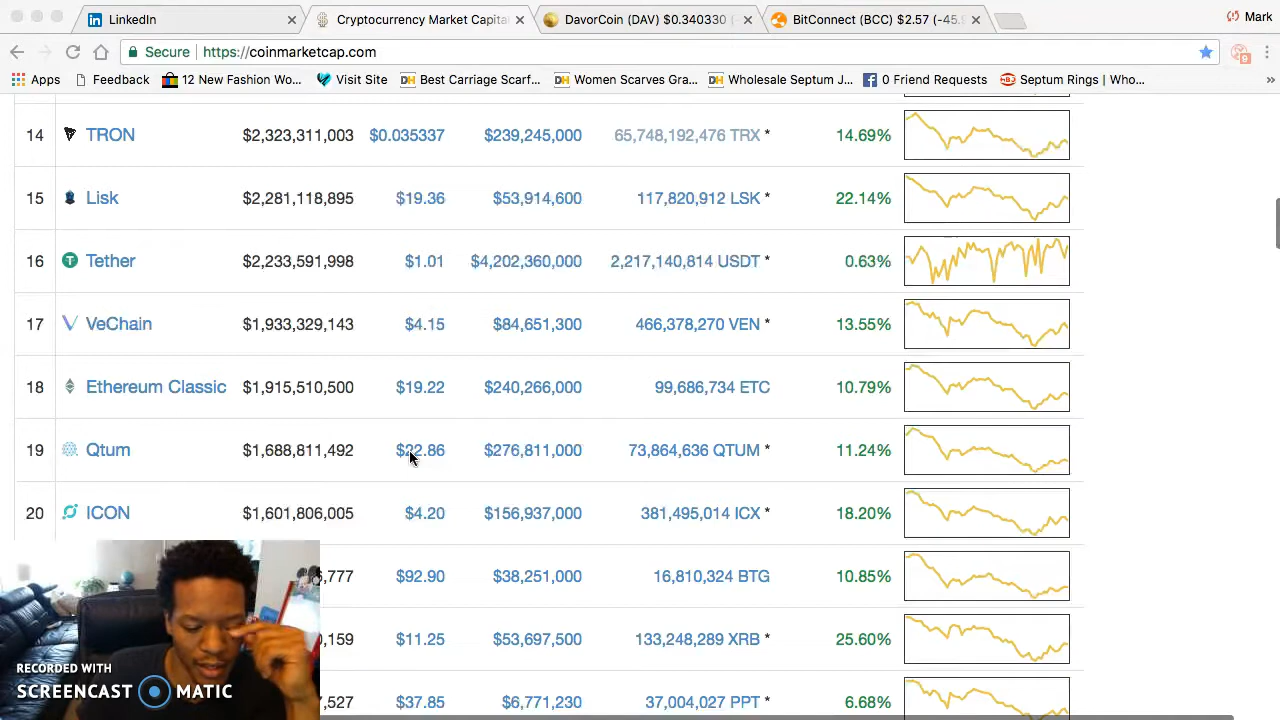 LinkedIn × Cryptocurrency Market Capita × DavorCoin (DAV) $0.340330 ( × BitConnect (BCC) $2.57 (-45. × Mark
Secure https://coinmarketcap.com
Apps Feedback 12 New Fashion Wo... Visit Site DH Best Carriage Scarf... DH Women Scarves Gra... DH Wholesale Septum J... 0 Friend Requests Septum Rings | Who... »
14 TRON $2,323,311,003 $0.035337 $239,245,000 65,748,192,476 TRX * 14.69%
15 Lisk $2,281,118,895 $19.36 $53,914,600 117,820,912 LSK * 22.14%
16 Tether $2,233,591,998 $1.01 $4,202,360,000 2,217,140,814 USDT * 0.63%
17 VeChain $1,933,329,143 $4.15 $84,651,300 466,378,270 VEN * 13.55%
18 Ethereum Classic $1,915,510,500 $19.22 $240,266,000 99,686,734 ETC 10.79%
19 Qtum $1,688,811,492 $22.86 $276,811,000 73,864,636 QTUM * 11.24%
20 ICON $1,601,806,005 $4.20 $156,937,000 381,495,014 ICX * 18.20%
,777 $92.90 $38,251,000 16,810,324 BTG 10.85%
,159 $11.25 $53,697,500 133,248,289 XRB * 25.60%
,527 $37.85 $6,771,230 37,004,027 PPT * 6.68%
RECORDED WITH
SCREENCAST MATIC